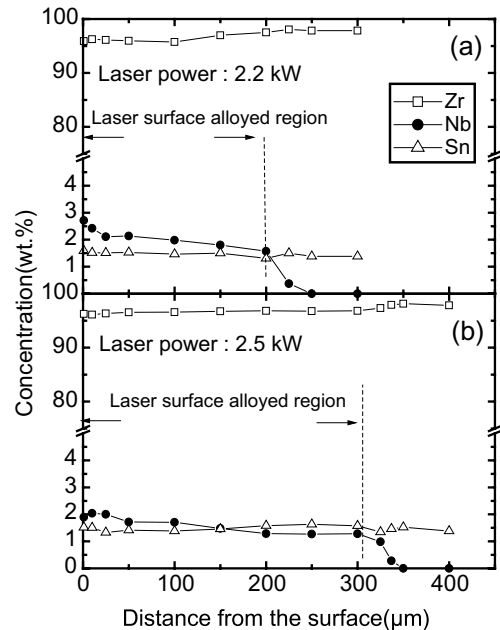 100
(a)
Laser power : 2.2 kW
90
Zr
Nb
Sn
Laser surface alloyed region
80
4
3
2
1
100
(b)
Laser power : 2.5 kW
90
80
Laser surface alloyed region
4
3
2
1
0
0 100 200 300 400
Concentration(wt.%)
Distance from the surface(µm)